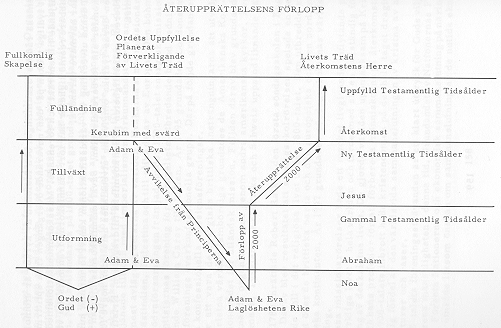 ÅTERUPPRÄTTELSENS FÖRLOPP
Fullkomlig
Skapelse
Ordets Uppfyllelse
Planerat
Förverkligande
av Livets Träd
Livets Träd
Återkomstens Herre
Fulländning
Uppfylld Testamentlig Tidsålder
Kerubim med svärd
Återkomst
Adam & Eva
Tillväxt
Avvikelse från Principerna
Återupprättelse
2000
Ny Testamentlig Tidsålder
Jesus
Utformning
Förlopp av
2000
Gammal Testamentlig Tidsålder
Adam & Eva
Abraham
Noa
Ordet (-)
Gud (+)
Adam & Eva
Laglöshetens Rike